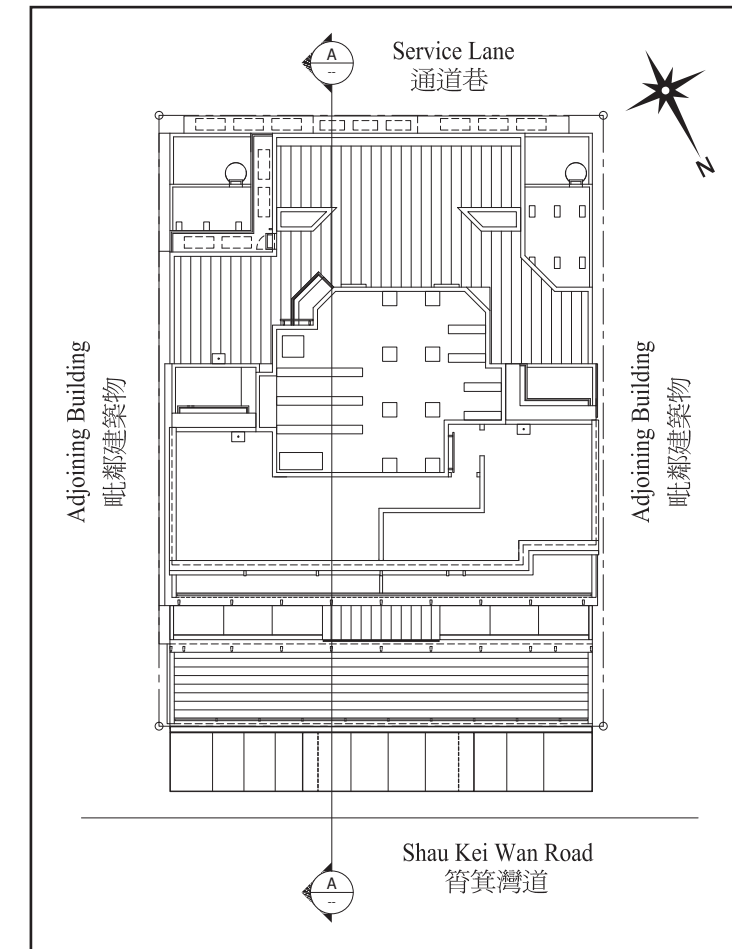 A
--
Service Lane
通道巷
N
Adjoining Building
毗鄰建築物
Adjoining Building
毗鄰建築物
Shau Kei Wan Road
筲箕灣道
A
--